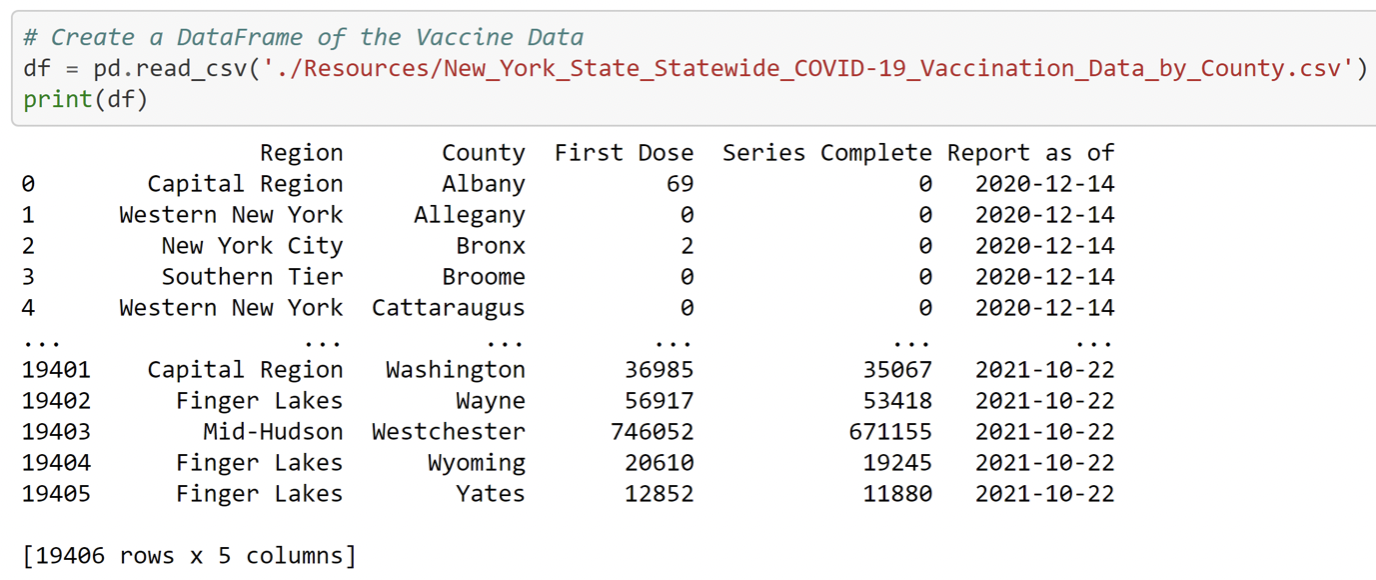 # Create a DataFrame of the Vaccine Data
df = pd.read_csv('./Resources/New_York_State_Statewide_COVID-19_Vaccination_Data_by_County.csv')
print(df)
Region County First Dose Series Complete Report as of
0 Capital Region Albany 69 0 2020-12-14
1 Western New York Allegany 0 0 2020-12-14
2 New York City Bronx 2 0 2020-12-14
3 Southern Tier Broome 0 0 2020-12-14
4 Western New York Cattaraugus 0 0 2020-12-14
... ... ... ... ... ...
19401 Capital Region Washington 36985 35067 2021-10-22
19402 Finger Lakes Wayne 56917 53418 2021-10-22
19403 Mid-Hudson Westchester 746052 671155 2021-10-22
19404 Finger Lakes Wyoming 20610 19245 2021-10-22
19405 Finger Lakes Yates 12852 11880 2021-10-22
[19406 rows x 5 columns]